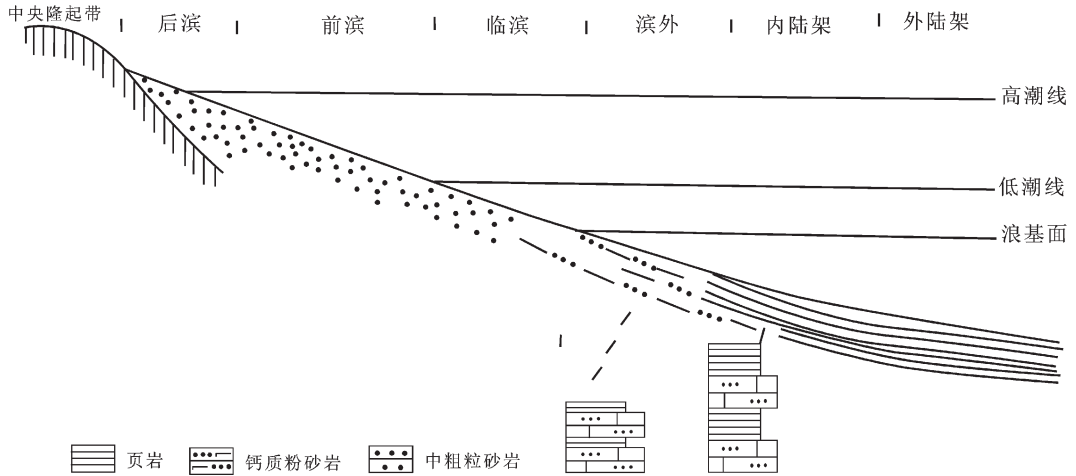 中央隆起带
后滨
前滨
临滨
滨外
内陆架
外陆架
高潮线
低潮线
浪基面
页岩
钙质粉砂岩
中粗粒砂岩